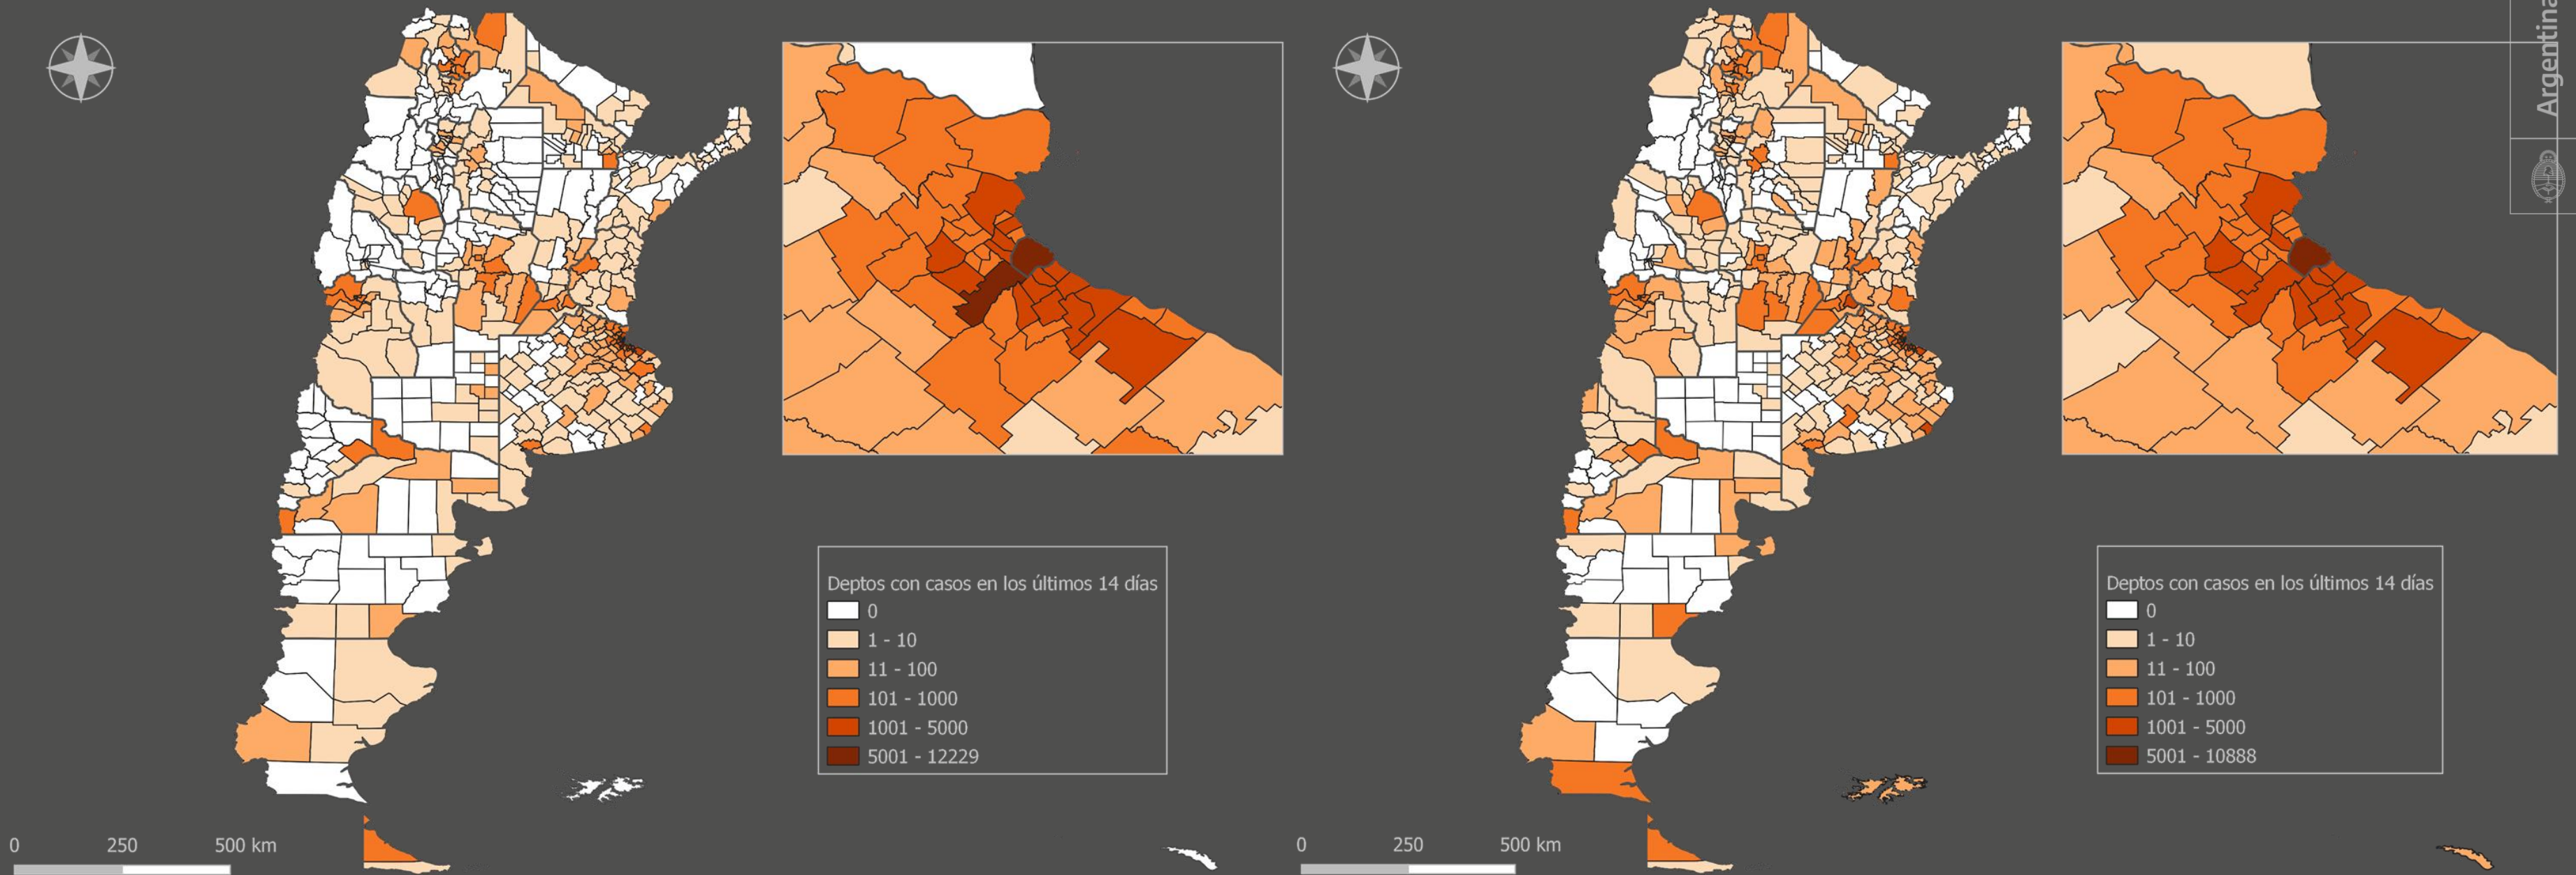 Argentina
Deptos con casos en los últimos 14 días
0
1 - 10
11 - 100
101 - 1000
1001 - 5000
5001 - 12229
0 250 500 km
Deptos con casos en los últimos 14 días
0
1 - 10
11 - 100
101 - 1000
1001 - 5000
5001 - 10888
0 250 500 km